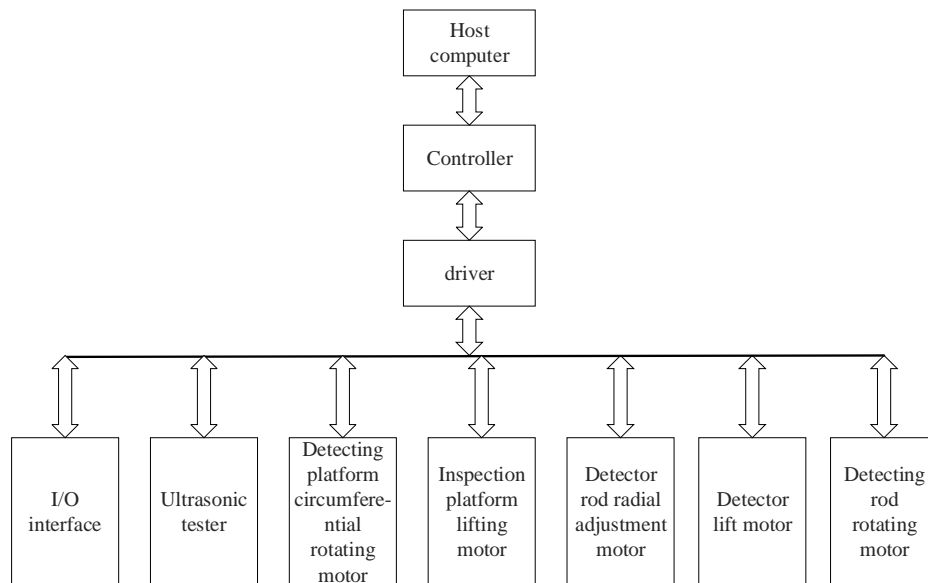 Host
computer
Controller
driver
I/O
interface
Ultrasonic
tester
Detecting
platform
circumfere-
ntial
rotating
motor
Inspection
platform
lifting
motor
Detector
rod radial
adjustment
motor
Detector
lift motor
Detecting
rod
rotating
motor